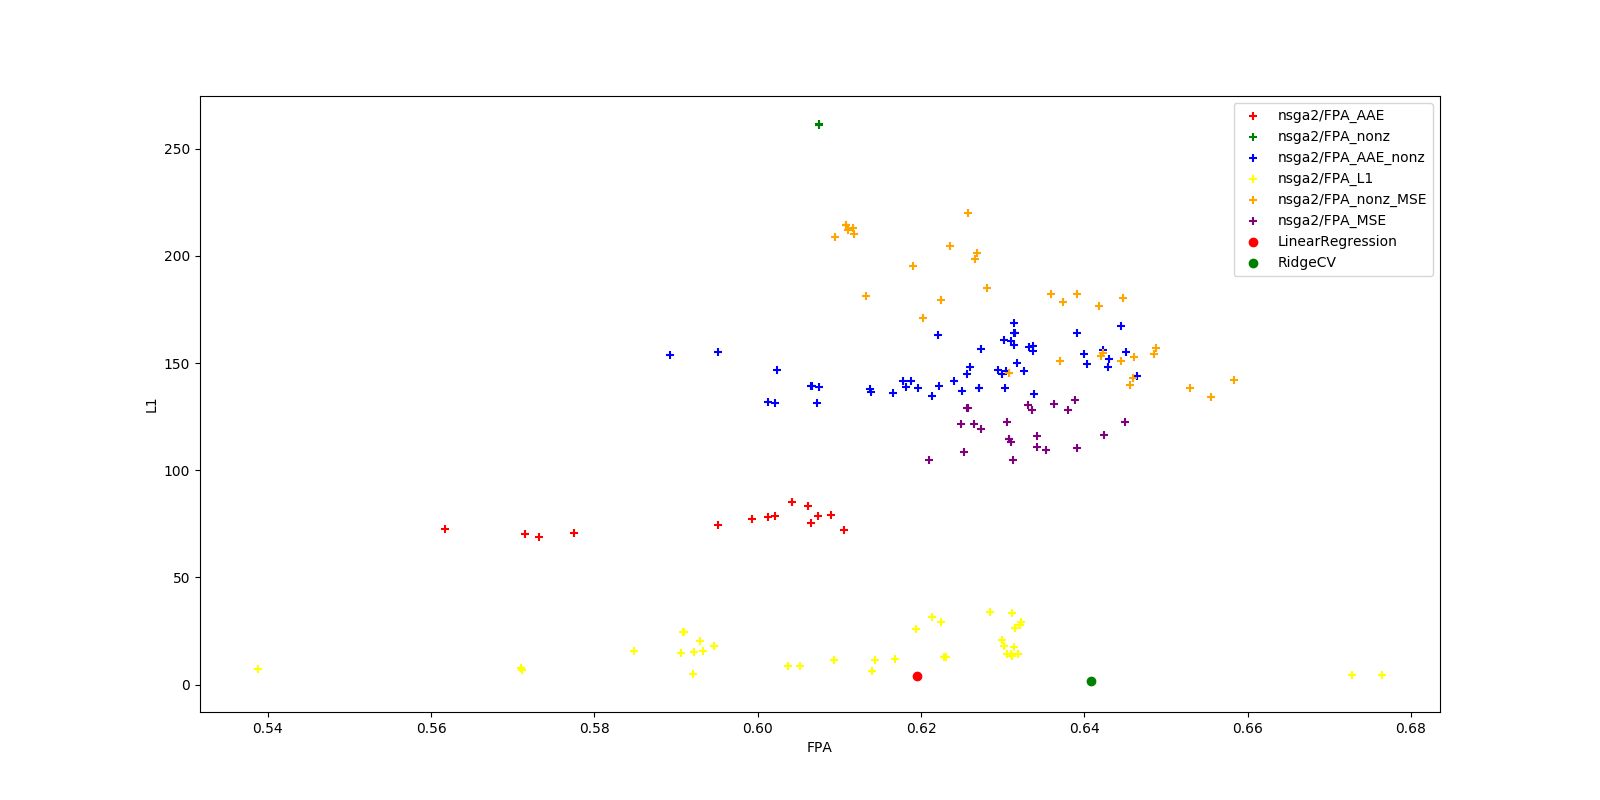 250
200
150
100
50
0
L1
0.54
0.56
0.58
0.60
0.62
0.64
0.66
0.68
FPA
nsga2/FPA_AAE
nsga2/FPA_nonz
nsga2/FPA_AAE_nonz
nsga2/FPA_L1
nsga2/FPA_nonz_MSE
nsga2/FPA_MSE
LinearRegression
RidgeCV